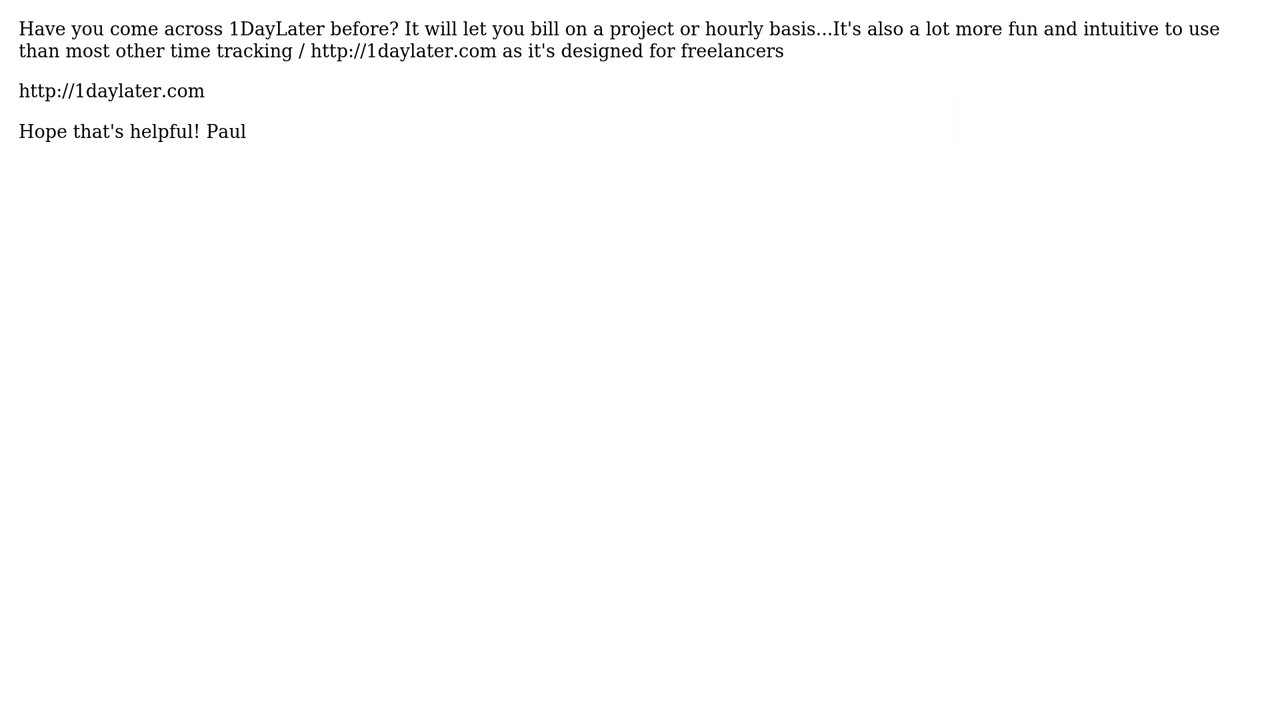 Have you come across 1DayLater before? It will let you bill on a project or hourly basis...It's also a lot more fun and intuitive to use
than most other time tracking / http://1daylater.com as it's designed for freelancers
http://1daylater.com
Hope that's helpful! Paul